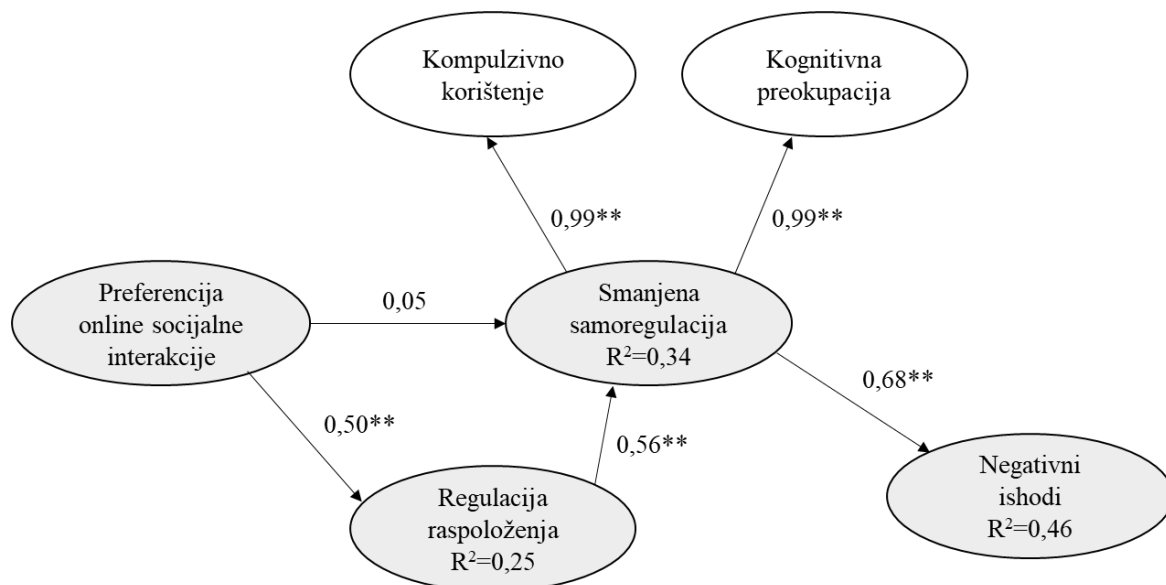 Kompulzivno
korištenje
Kognitivna
preokupacija
0,99**
0,99**
Preferencija
online socijalne
interakcije
0,05
Smanjena
samoregulacija
R²=0,34
0,50**
0,56**
0,68**
Regulacija
raspoloženja
R²=0,25
Negativni
ishodi
R²=0,46